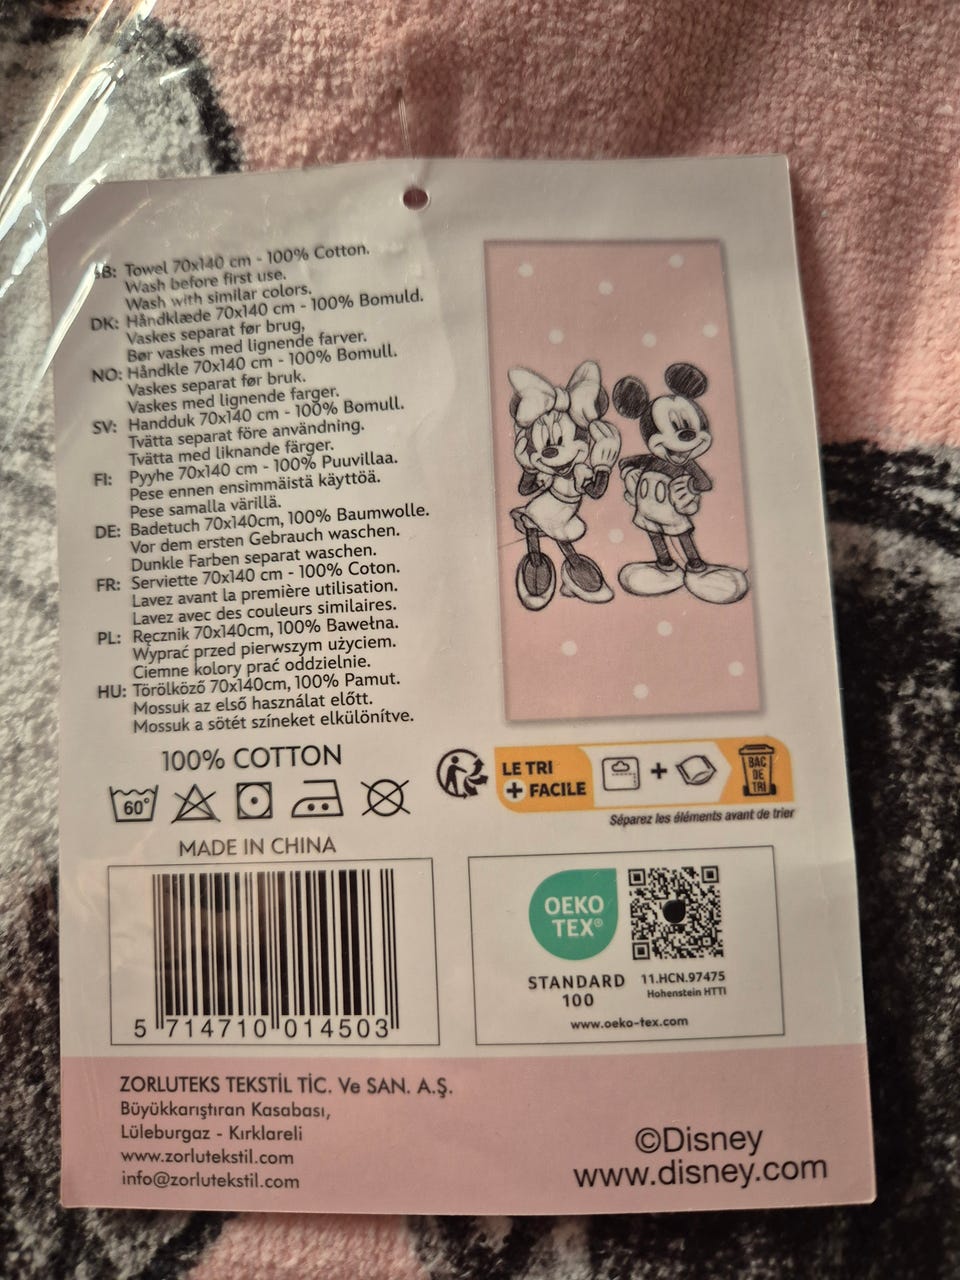 GB: Towel 70x140 cm - 100% Cotton.
Wash before first use.
Wash with similar colors.
DK: Håndklæde 70x140 cm - 100% Bomuld.
Vaskes separat før brug,
Bør vaskes med lignende farver.
NO: Håndkle 70x140 cm - 100% Bomull.
Vaskes separat før bruk.
Vaskes med lignende farger.
SV: Handduk 70x140 cm - 100% Bomull.
Tvätta separat före användning.
Tvätta med liknande färger.
FI: Pyyhe 70x140 cm - 100% Puuvillaa.
Pese ennen ensimmäistä käyttöä.
Pese samalla värillä.
DE: Badetuch 70x140cm, 100% Baumwolle.
Vor dem ersten Gebrauch waschen.
Dunkle Farben separat waschen.
FR: Serviette 70x140 cm - 100% Coton.
Lavez avant la première utilisation.
Lavez avec des couleurs similaires.
PL: Ręcznik 70x140cm, 100% Bawełna.
Wyprać przed pierwszym użyciem.
Ciemne kolory prać oddzielnie.
HU: Törölköző 70x140cm, 100% Pamut.
Mossuk az első használat előtt.
Mossuk a sötét színeket elkülönítve.
100% COTTON
60°
MADE IN CHINA
5 714710 014503
LE TRI
+ FACILE
+
BAC
DE
TRI
Séparez les éléments avant de trier
OEKO
TEX®
STANDARD
100
11.HCN.97475
Hohenstein HTTI
www.oeko-tex.com
ZORLUTEKS TEKSTİL TİC. Ve SAN. A.Ş.
Büyükkarıştıran Kasabası,
Lüleburgaz - Kırklareli
www.zorlutekstil.com
info@zorlutekstil.com
©Disney
www.disney.com